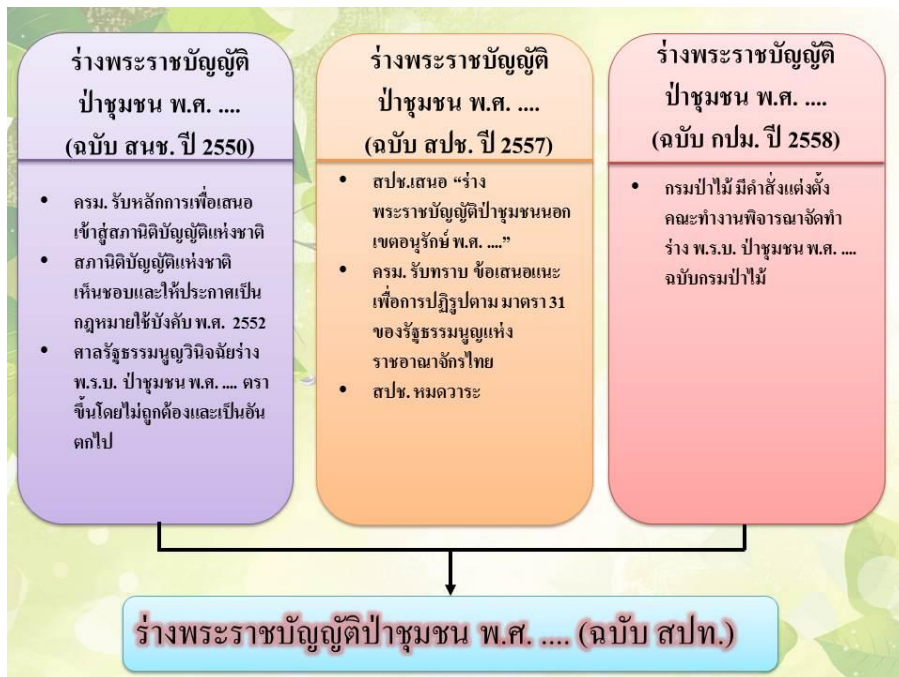 ร่างพระราชบัญญัติ
ป่าชุมชน พ.ศ. ....
(ฉบับ สนช. ปี 2550)
• ครม. รับหลักการเพื่อเสนอ
เข้าสู่สภานิติบัญญัติแห่งชาติ
• สภานิติบัญญัติแห่งชาติ
เห็นชอบและให้ประกาศเป็น
กฎหมายใช้บังคับ พ.ศ. 2552
• ศาลรัฐธรรมนูญวินิจฉัยร่าง
พ.ร.บ. ป่าชุมชน พ.ศ. .... ตรา
ขึ้นโดยไม่ถูกต้องและเป็นอัน
ตกไป
ร่างพระราชบัญญัติ
ป่าชุมชน พ.ศ. ....
(ฉบับ สปช. ปี 2557)
• สปช.เสนอ “ร่าง
พระราชบัญญัติป่าชุมชนนอก
เขตอนุรักษ์ พ.ศ. ....”
• ครม. รับทราบ ข้อเสนอแนะ
เพื่อการปฏิรูปตาม มาตรา 31
ของรัฐธรรมนูญแห่ง
ราชอาณาจักรไทย
• สปช. หมดวาระ
ร่างพระราชบัญญัติ
ป่าชุมชน พ.ศ. ....
(ฉบับ กปม. ปี 2558)
• กรมป่าไม้ มีคำสั่งแต่งตั้ง
คณะทำงานพิจารณาจัดทำ
ร่าง พ.ร.บ. ป่าชุมชน พ.ศ. ....
ฉบับกรมป่าไม้
ร่างพระราชบัญญัติป่าชุมชน พ.ศ. .... (ฉบับ สปท.)